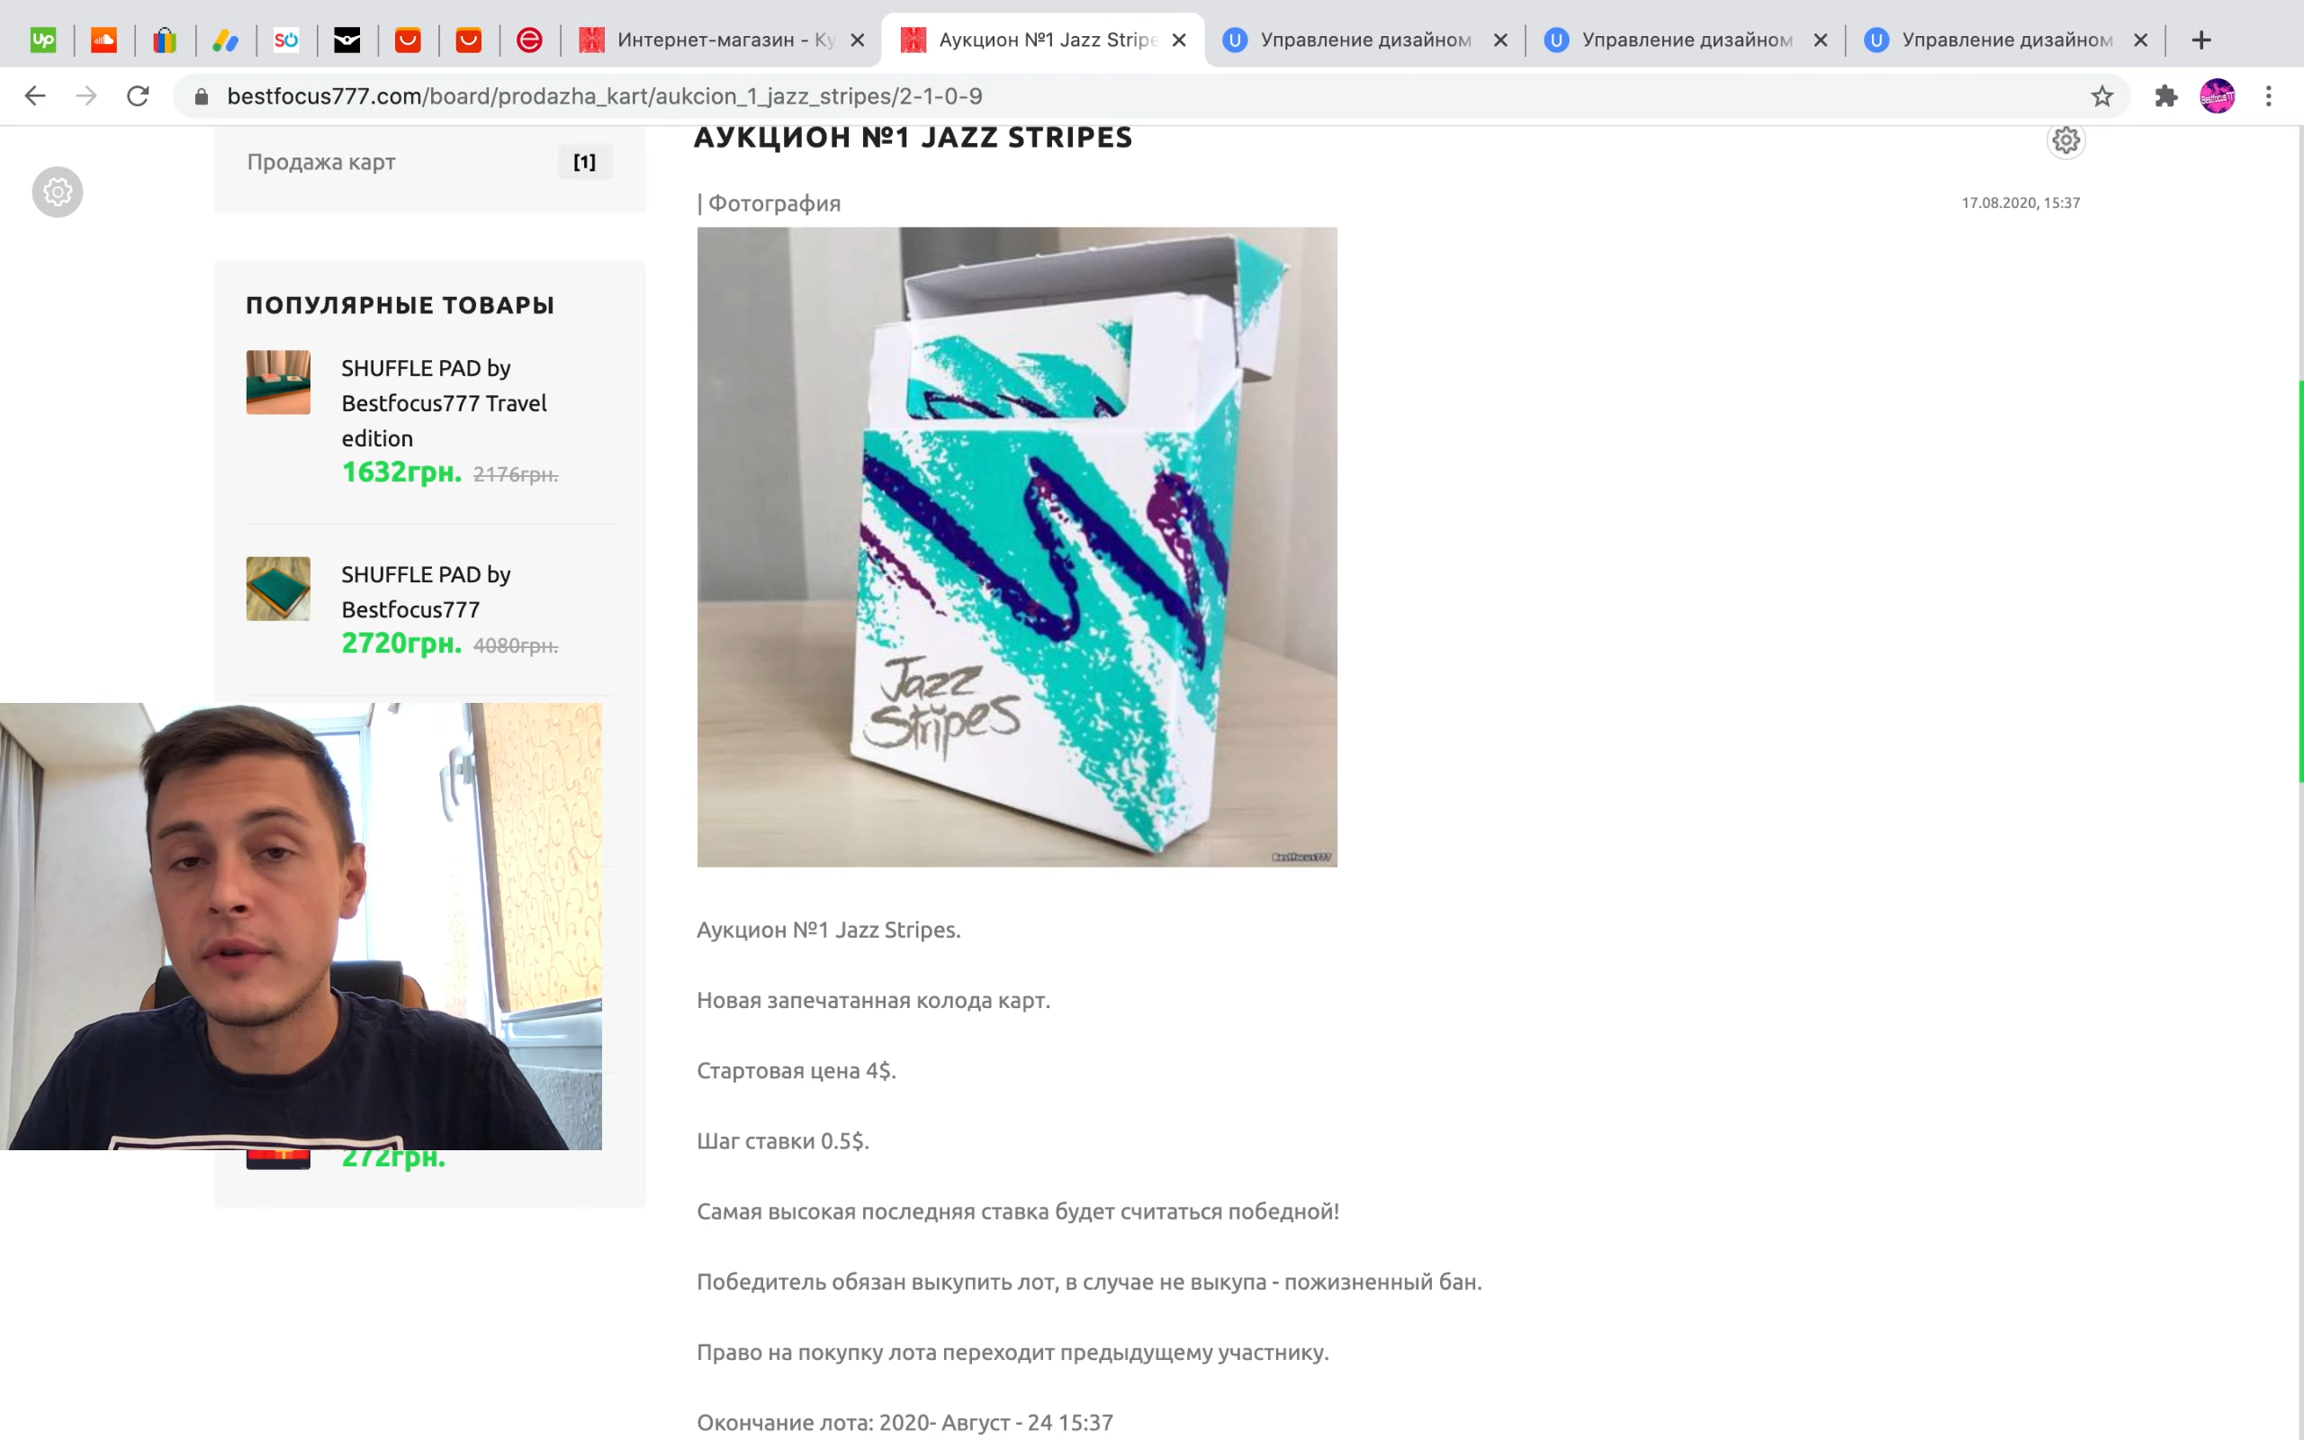 Up
SO
e
Интернет-магазин - Ку
Аукцион №1 Jazz Stripe
U Управление дизайном
U Управление дизайном
U Управление дизайном
bestfocus777.com/board/prodazha_kart/aukcion_1_jazz_stripes/2-1-0-9
Продажа карт [1]
ПОПУЛЯРНЫЕ ТОВАРЫ
SHUFFLE PAD by
Bestfocus777 Travel
edition
1632грн. 2176грн.
SHUFFLE PAD by
Bestfocus777
2720грн. 4080грн.
272грн.
АУКЦИОН №1 JAZZ STRIPES
| Фотография
17.08.2020, 15:37
Jazz
Stripes
Bestfocus777
Аукцион №1 Jazz Stripes.
Новая запечатанная колода карт.
Стартовая цена 4$.
Шаг ставки 0.5$.
Самая высокая последняя ставка будет считаться победной!
Победитель обязан выкупить лот, в случае не выкупа - пожизненный бан.
Право на покупку лота переходит предыдущему участнику.
Окончание лота: 2020- Август - 24 15:37